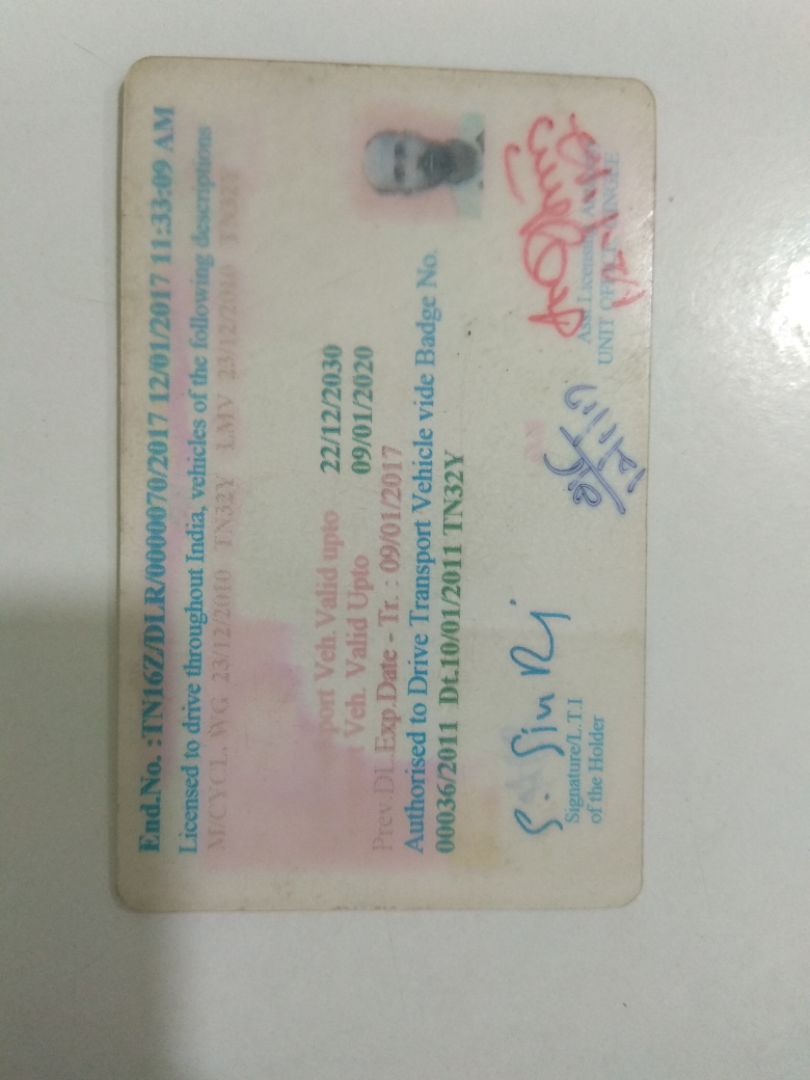 End.No. :TN16Z/DLR/0000070/2017 12/01/2017 11:33:09 AM
Licensed to drive throughout India, vehicles of the following descriptions
M/CYCL. WG 23/12/2010 TN32Y LMV 23/12/2010 TN32Y
port Veh.Valid upto 22/12/2030
Veh. Valid Upto 09/01/2020
Prev.DL.Exp.Date - Tr. : 09/01/2017
Authorised to Drive Transport Vehicle vide Badge No.
00036/2011 Dt.10/01/2011 TN32Y
Signature/L.T.I
of the Holder
UNIT OFFICE